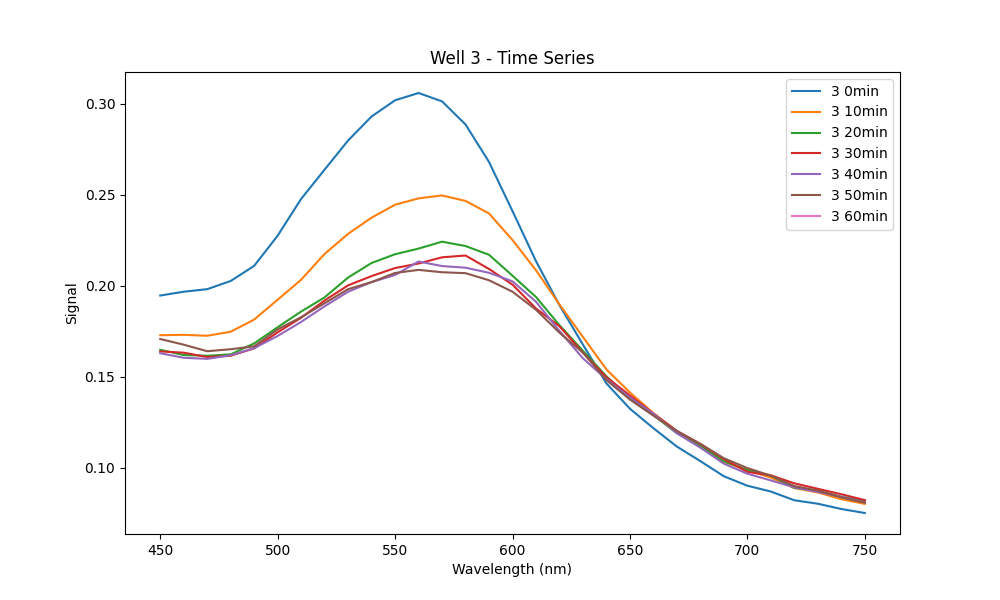 Well 3 - Time Series
Signal
0.30
0.25
0.20
0.15
0.10
3 0min
3 10min
3 20min
3 30min
3 40min
3 50min
3 60min
450 500 550 600 650 700 750
Wavelength (nm)